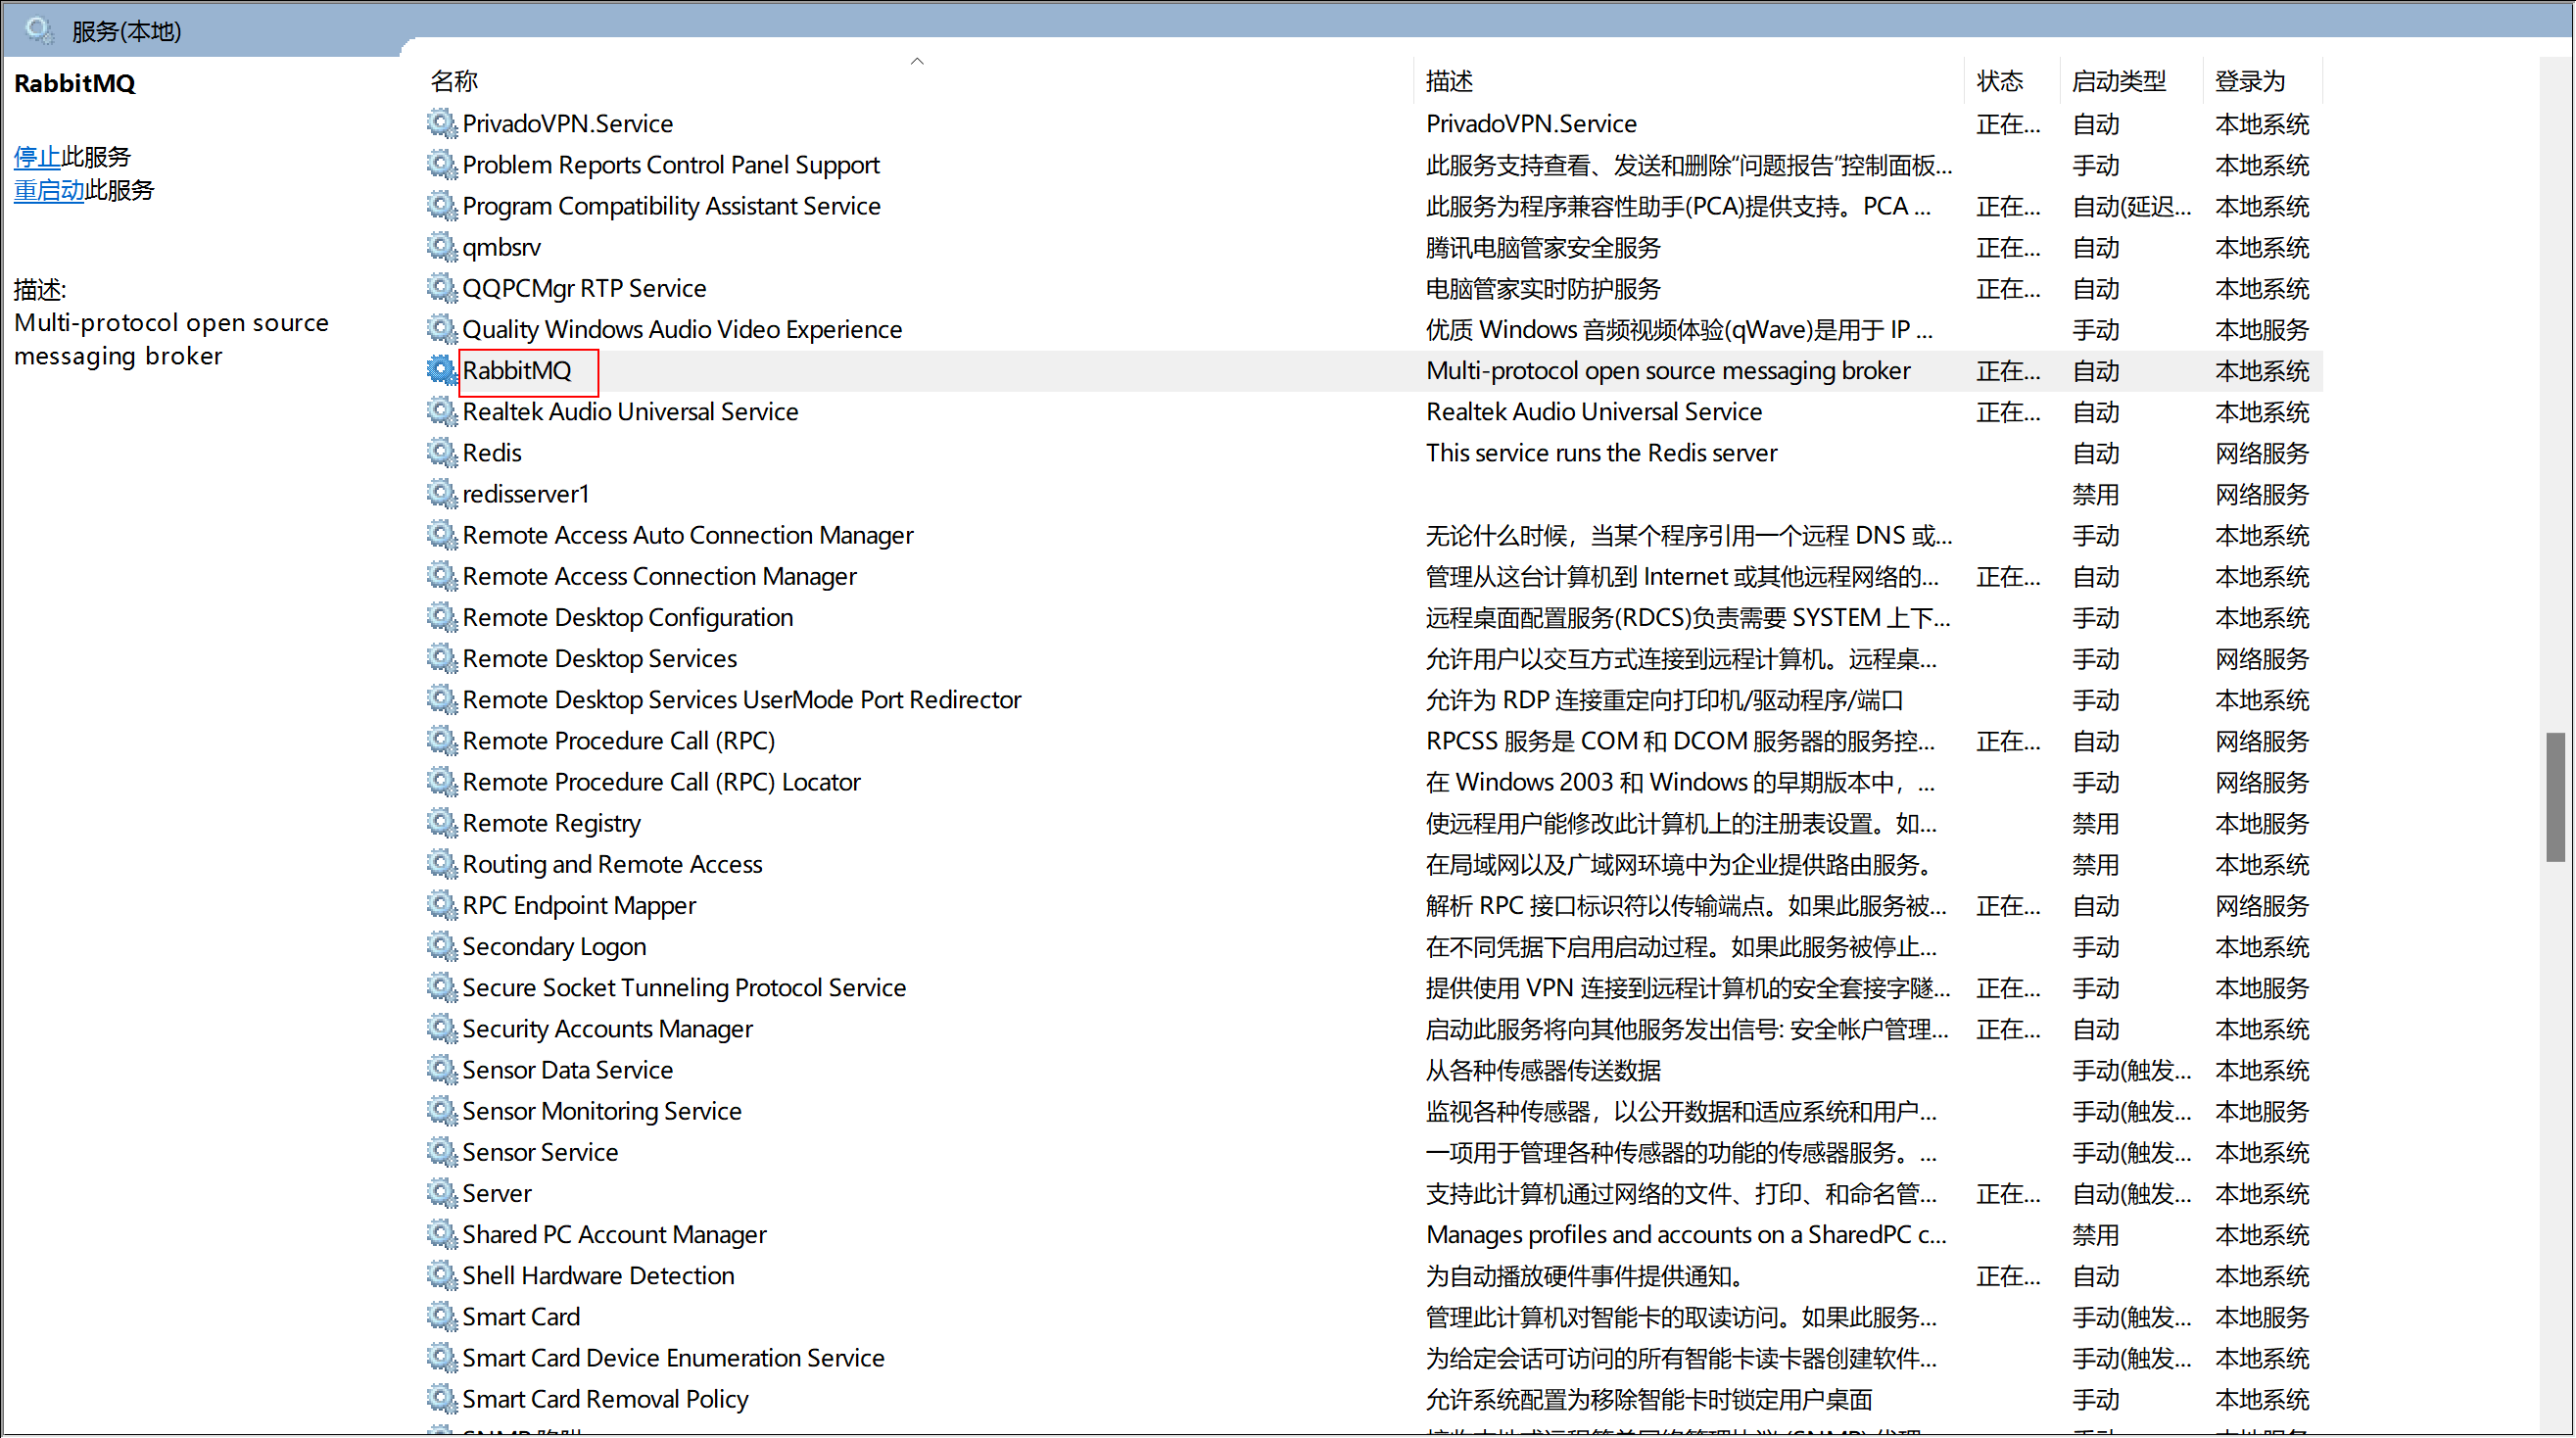 服务(本地)
RabbitMQ
停止此服务
重启动此服务
描述:
Multi-protocol open source
messaging broker
名称 描述 状态 启动类型 登录为
PrivadoVPN.Service PrivadoVPN.Service 正在... 自动 本地系统
Problem Reports Control Panel Support 此服务支持查看、发送和删除“问题报告”控制面板... 手动 本地系统
Program Compatibility Assistant Service 此服务为程序兼容性助手(PCA)提供支持。PCA ... 正在... 自动(延迟... 本地系统
qmbsrv 腾讯电脑管家安全服务 正在... 自动 本地系统
QQPCMgr RTP Service 电脑管家实时防护服务 正在... 自动 本地系统
Quality Windows Audio Video Experience 优质 Windows 音频视频体验(qWave)是用于 IP ... 手动 本地服务
RabbitMQ Multi-protocol open source messaging broker 正在... 自动 本地系统
Realtek Audio Universal Service Realtek Audio Universal Service 正在... 自动 本地系统
Redis This service runs the Redis server 自动 网络服务
redisserver1 禁用 网络服务
Remote Access Auto Connection Manager 无论什么时候，当某个程序引用一个远程 DNS 或... 手动 本地系统
Remote Access Connection Manager 管理从这台计算机到 Internet 或其他远程网络的... 正在... 自动 本地系统
Remote Desktop Configuration 远程桌面配置服务(RDCS)负责需要 SYSTEM 上下... 手动 本地系统
Remote Desktop Services 允许用户以交互方式连接到远程计算机。远程桌... 手动 网络服务
Remote Desktop Services UserMode Port Redirector 允许为 RDP 连接重定向打印机/驱动程序/端口 手动 本地系统
Remote Procedure Call (RPC) RPCSS 服务是 COM 和 DCOM 服务器的服务控... 正在... 自动 网络服务
Remote Procedure Call (RPC) Locator 在 Windows 2003 和 Windows 的早期版本中，... 手动 网络服务
Remote Registry 使远程用户能修改此计算机上的注册表设置。如... 禁用 本地服务
Routing and Remote Access 在局域网以及广域网环境中为企业提供路由服务。 禁用 本地系统
RPC Endpoint Mapper 解析 RPC 接口标识符以传输端点。如果此服务被... 正在... 自动 网络服务
Secondary Logon 在不同凭据下启用启动过程。如果此服务被停止... 手动 本地系统
Secure Socket Tunneling Protocol Service 提供使用 VPN 连接到远程计算机的安全套接字隧... 正在... 手动 本地服务
Security Accounts Manager 启动此服务将向其他服务发出信号: 安全帐户管理... 正在... 自动 本地系统
Sensor Data Service 从各种传感器传送数据 手动(触发... 本地系统
Sensor Monitoring Service 监视各种传感器，以公开数据和适应系统和用户... 手动(触发... 本地服务
Sensor Service 一项用于管理各种传感器的功能的传感器服务。... 手动(触发... 本地系统
Server 支持此计算机通过网络的文件、打印、和命名管... 正在... 自动(触发... 本地系统
Shared PC Account Manager Manages profiles and accounts on a SharedPC c... 禁用 本地系统
Shell Hardware Detection 为自动播放硬件事件提供通知。 正在... 自动 本地系统
Smart Card 管理此计算机对智能卡的取读访问。如果此服务... 手动(触发... 本地服务
Smart Card Device Enumeration Service 为给定会话可访问的所有智能卡读卡器创建软件... 手动(触发... 本地系统
Smart Card Removal Policy 允许系统配置为移除智能卡时锁定用户桌面 手动 本地系统